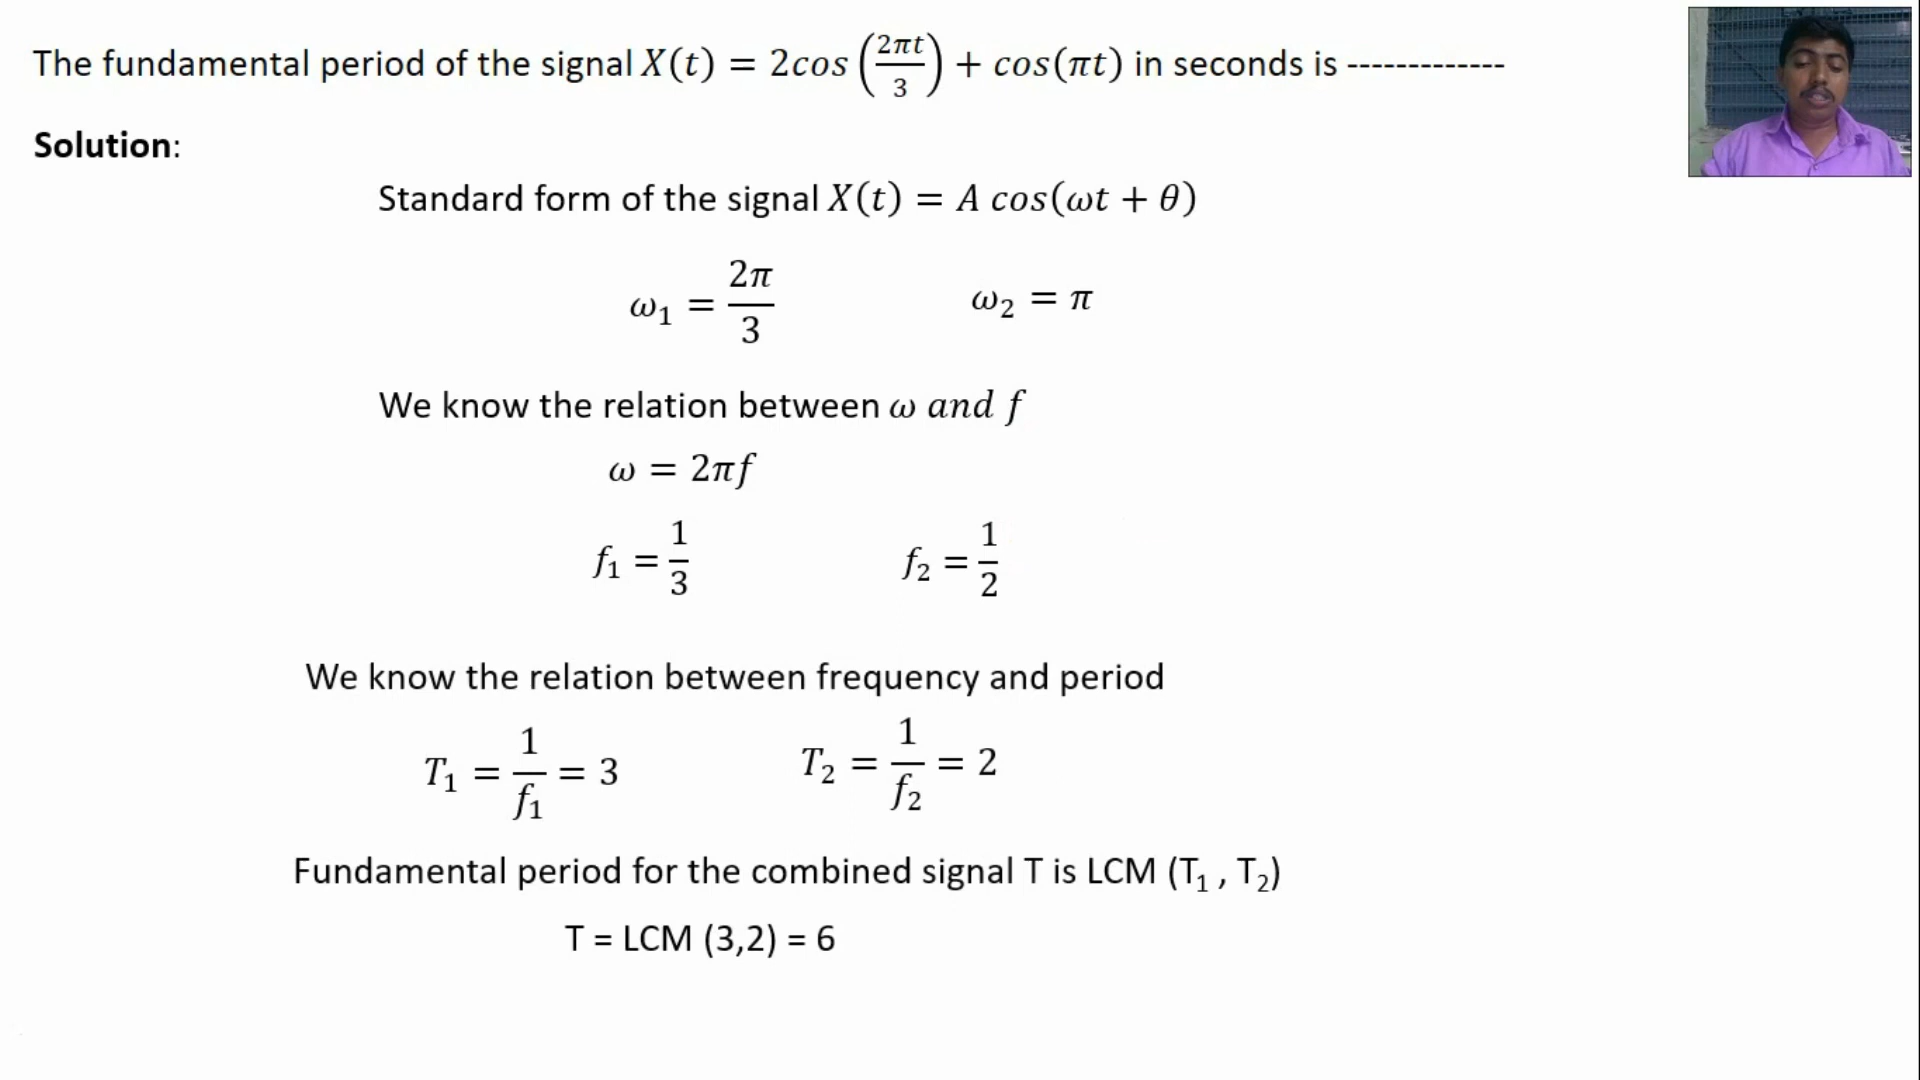 The fundamental period of the signal X(t) = 2cos(2πt/3) + cos(πt) in seconds is -------------
Solution:
Standard form of the signal X(t) = A cos(ωt + θ)
ω₁ = 2π/3    ω₂ = π
We know the relation between ω and f
ω = 2πf
f₁ = 1/3    f₂ = 1/2
We know the relation between frequency and period
T₁ = 1/f₁ = 3    T₂ = 1/f₂ = 2
Fundamental period for the combined signal T is LCM (T₁ , T₂)
T = LCM (3,2) = 6